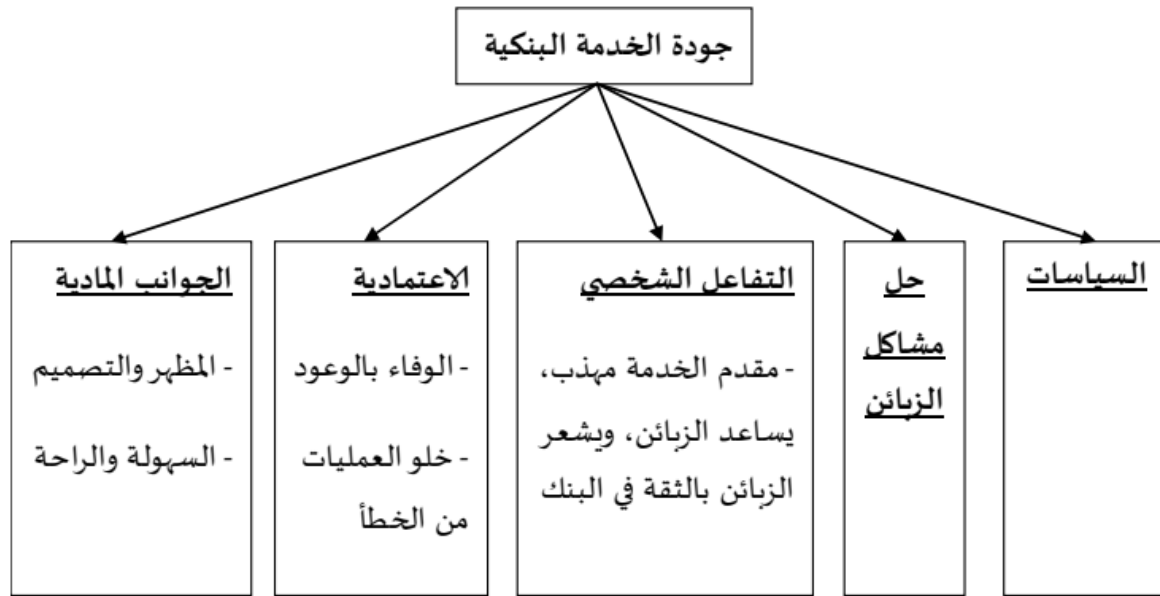 جودة الخدمة البنكية
السياسات
حل
مشاكل
الزبائن
التفاعل الشخصي
- مقدم الخدمة مهذب،
يساعد الزبائن، ويشعر
الزبائن بالثقة في البنك
الاعتمادية
- الوفاء بالوعود
- خلو العمليات
من الخطأ
الجوانب المادية
- المظهر والتصميم
- السهولة والراحة